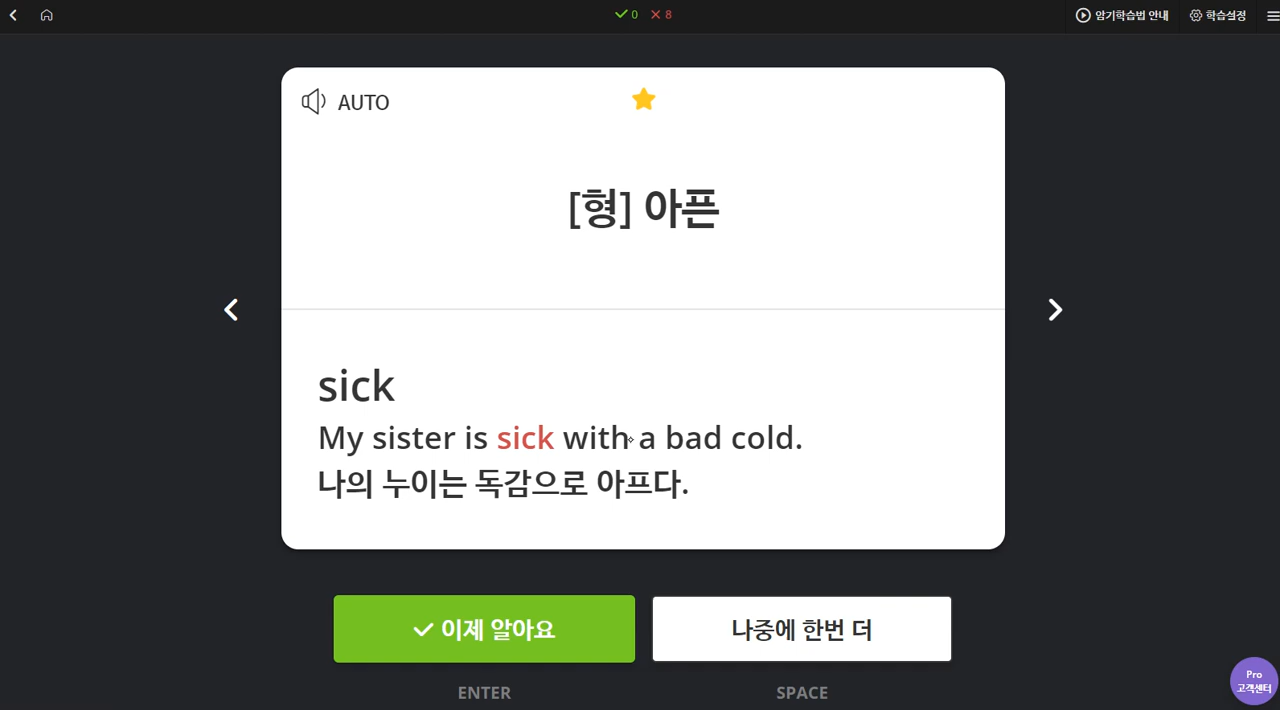 0 8
암기학습법 안내 학습설정
AUTO
[형] 아픈
sick
My sister is sick with a bad cold.
나의 누이는 독감으로 아프다.
이제 알아요 나중에 한번 더
ENTER SPACE
Pro
고객센터